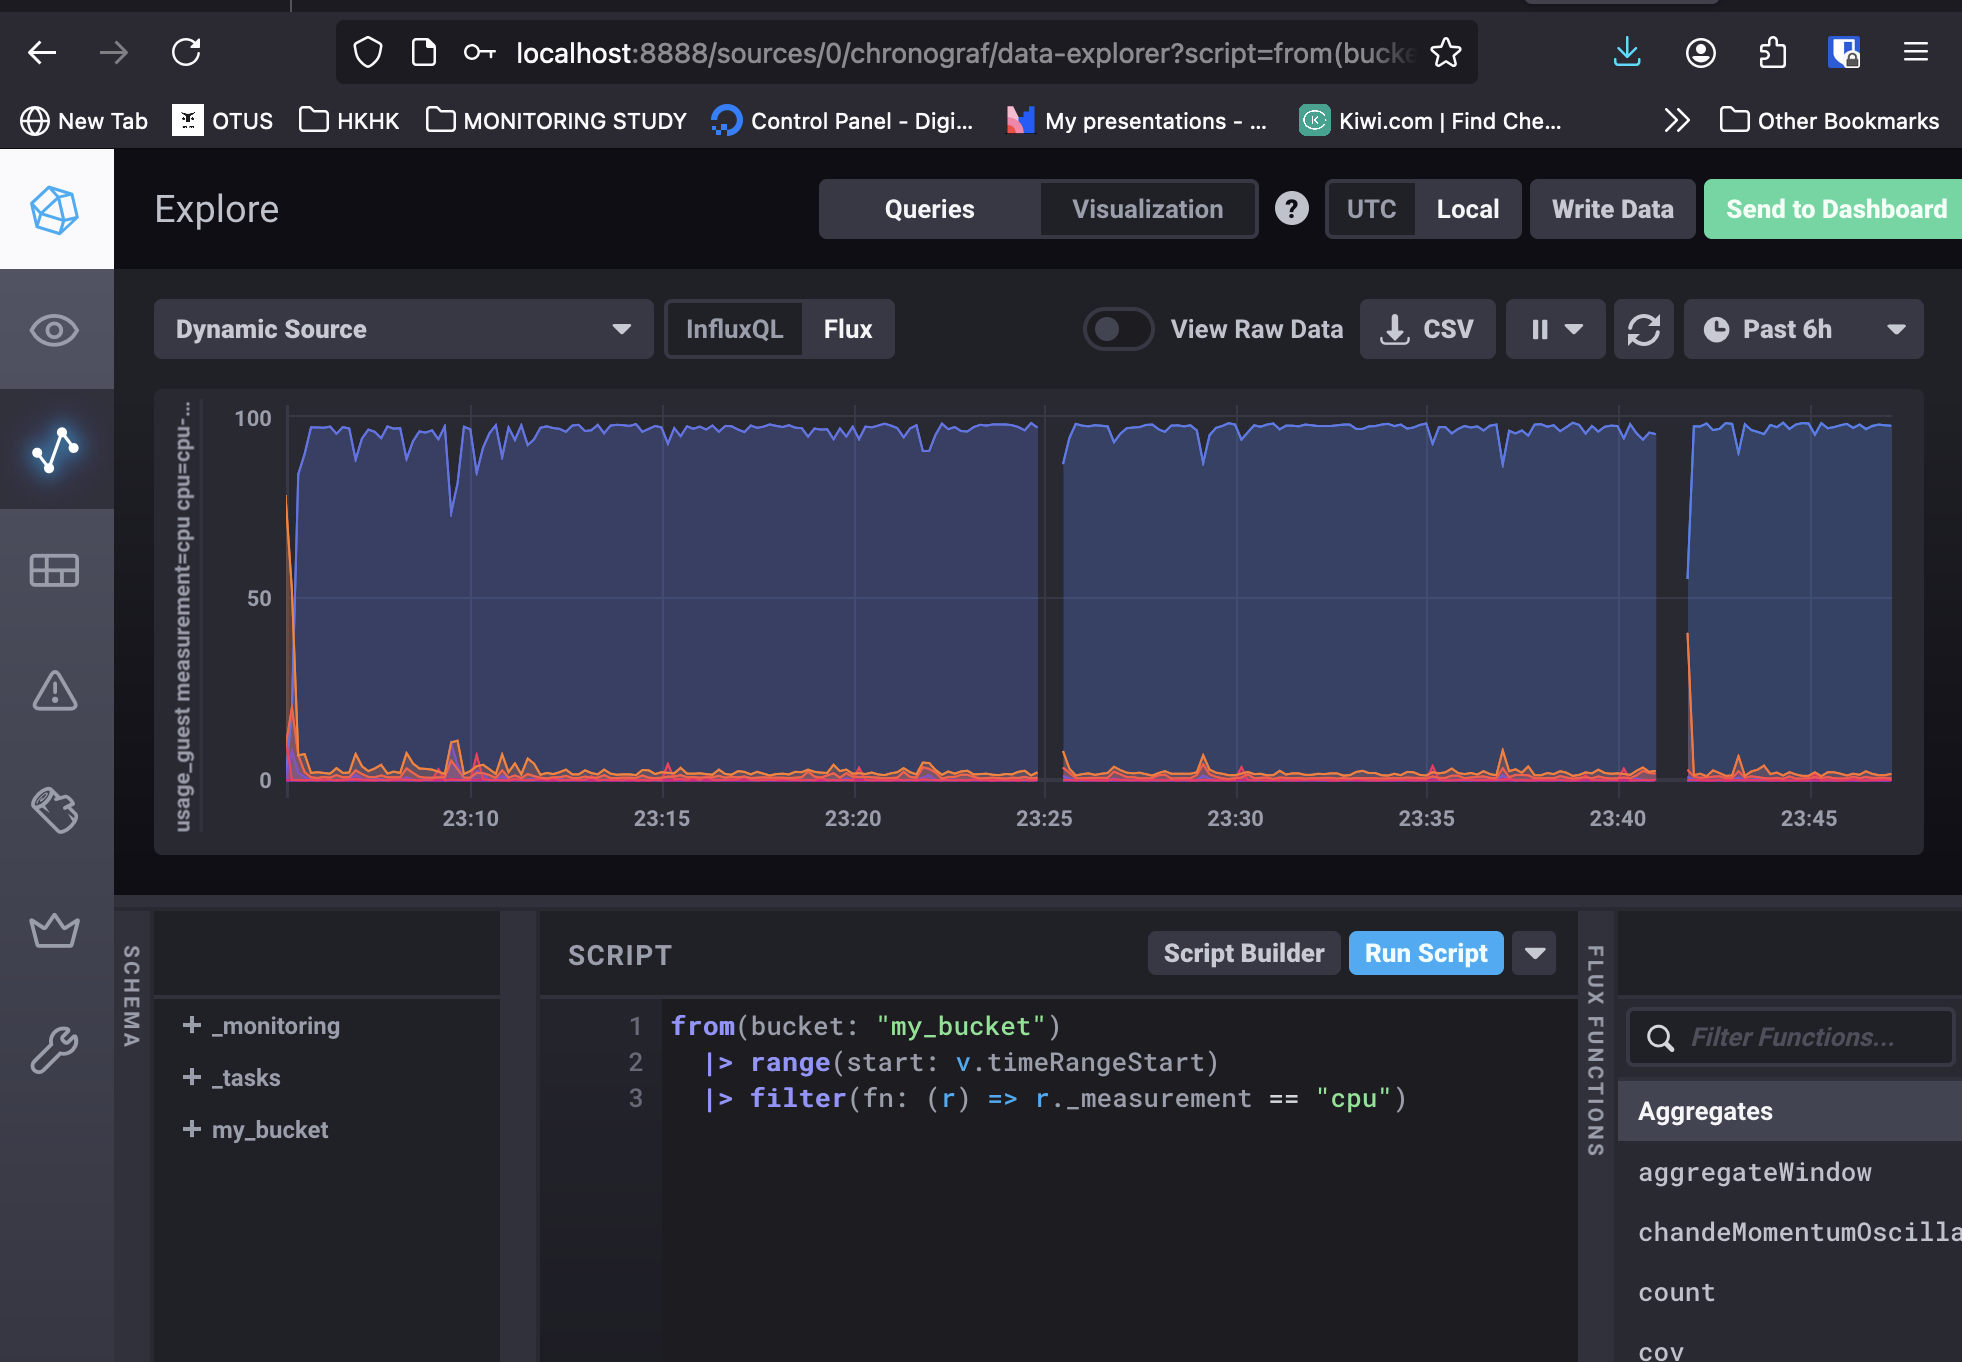 localhost:8888/sources/0/chronograf/data-explorer?script=from(bucke
New Tab
OTUS
HKHK
MONITORING STUDY
Control Panel - Digi...
My presentations - ...
Kiwi.com | Find Che...
Other Bookmarks
Explore
Queries
Visualization
?
UTC
Local
Write Data
Send to Dashboard
Dynamic Source
InfluxQL
Flux
View Raw Data
CSV
Past 6h
usage_guest measurement=cpu cpu=cpu-...
100
50
0
23:10
23:15
23:20
23:25
23:30
23:35
23:40
23:45
SCHEMA
+ _monitoring
+ _tasks
+ my_bucket
SCRIPT
Script Builder
Run Script
1 from(bucket: "my_bucket")
2   |> range(start: v.timeRangeStart)
3   |> filter(fn: (r) => r._measurement == "cpu")
FLUX FUNCTIONS
Filter Functions...
Aggregates
aggregateWindow
chandeMomentumOscilla
count
cov